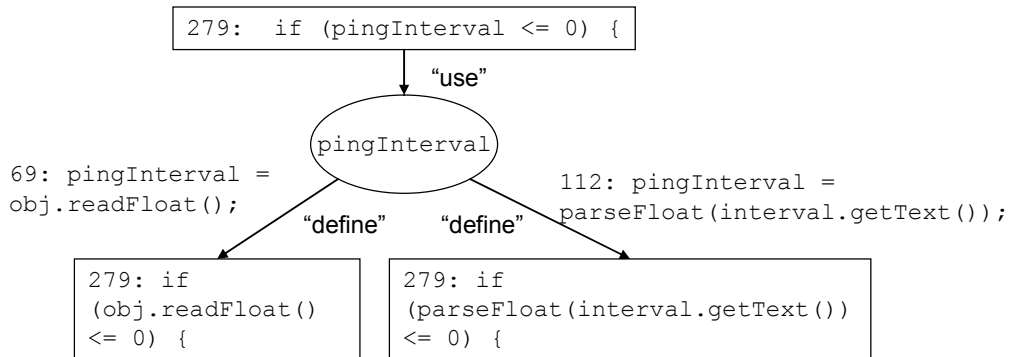 279:  if (pingInterval <= 0) {
“use”
pingInterval
69: pingInterval =
obj.readFloat();
112: pingInterval =
parseFloat(interval.getText());
“define”
“define”
279: if
(obj.readFloat()
<= 0) {
279: if
(parseFloat(interval.getText())
<= 0) {